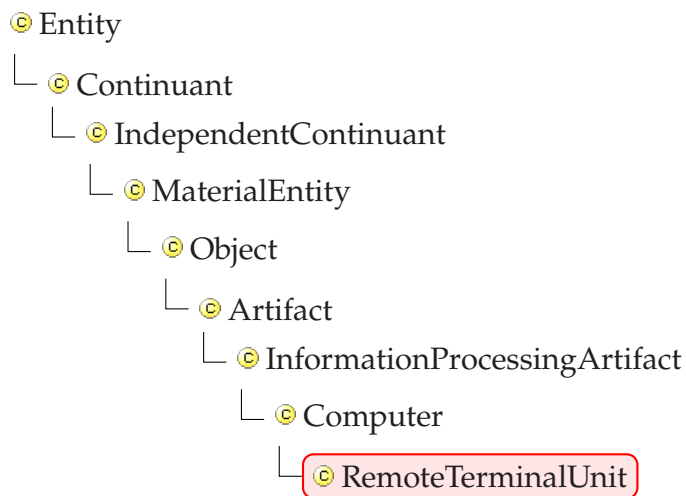 Entity
Continuant
IndependentContinuant
MaterialEntity
Object
Artifact
InformationProcessingArtifact
Computer
RemoteTerminalUnit